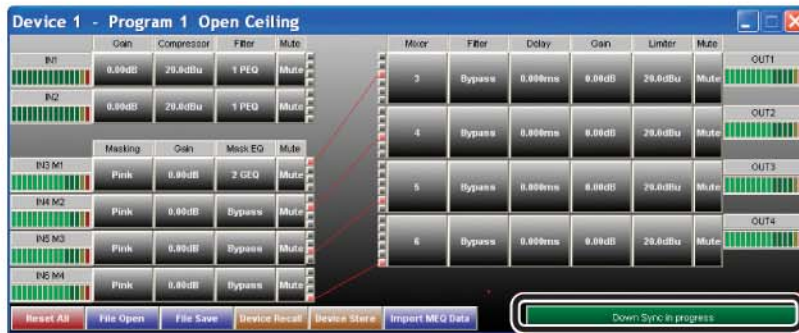 Device 1 - Program 1 Open Ceiling
Gain Compressor Filter Mute Mixer Filter Delay Gain Limiter Mute
IN1 0.00dB 20.0dBu 1 PEQ Mute 3 Bypass 0.000ms 0.00dB 20.0dBu Mute OUT1
IN2 0.00dB 20.0dBu 1 PEQ Mute 4 Bypass 0.000ms 0.00dB 20.0dBu Mute OUT2
Masking Gain Mask EQ Mute
IN3 M1 Pink 0.00dB 2 GEQ Mute 5 Bypass 0.000ms 0.00dB 20.0dBu Mute OUT3
IN4 M2 Pink 0.00dB Bypass Mute
IN5 M3 Pink 0.00dB Bypass Mute 6 Bypass 0.000ms 0.00dB 20.0dBu Mute OUT4
IN6 M4 Pink 0.00dB Bypass Mute
Reset All File Open File Save Device Recall Device Store Import MEQ Data Down Sync in progress